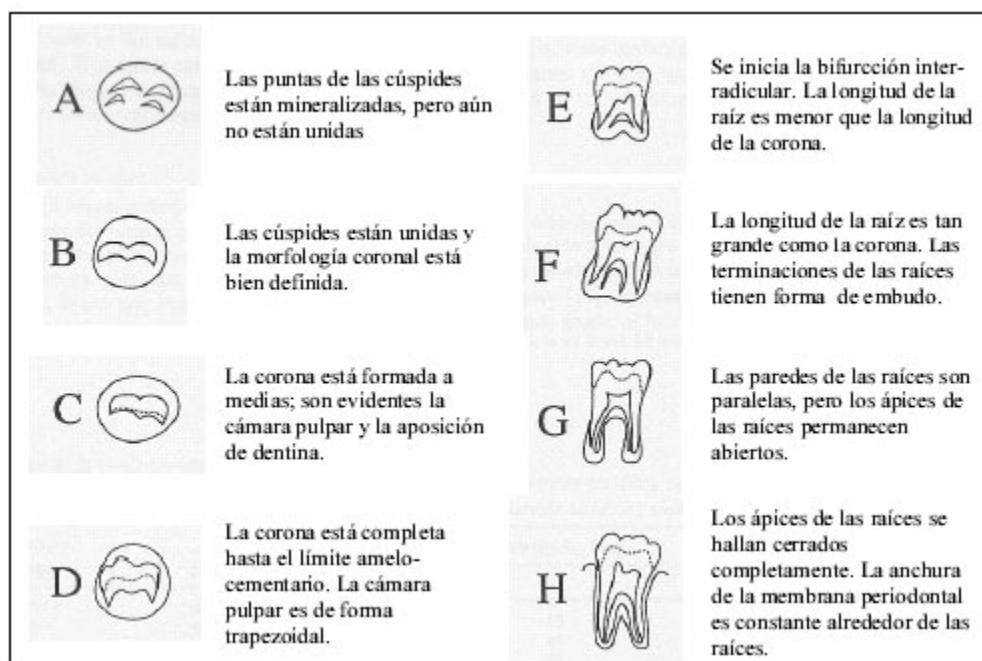 A
Las puntas de las cúspides
están mineralizadas, pero aún
no están unidas
B
Las cúspides están unidas y
la morfología coronal está
bien definida.
C
La corona está formada a
medias; son evidentes la
cámara pulpar y la aposición
de dentina.
D
La corona está completa
hasta el límite amelo-
cementario. La cámara
pulpar es de forma
trapezoidal.
E
Se inicia la bifurcción inter-
radicular. La longitud de la
raíz es menor que la longitud
de la corona.
F
La longitud de la raíz es tan
grande como la corona. Las
terminaciones de las raíces
tienen forma de embudo.
G
Las paredes de las raíces son
paralelas, pero los ápices de
las raíces permanecen
abiertos.
H
Los ápices de las raíces se
hallan cerrados
completamente. La anchura
de la membrana periodontal
es constante alrededor de las
raíces.